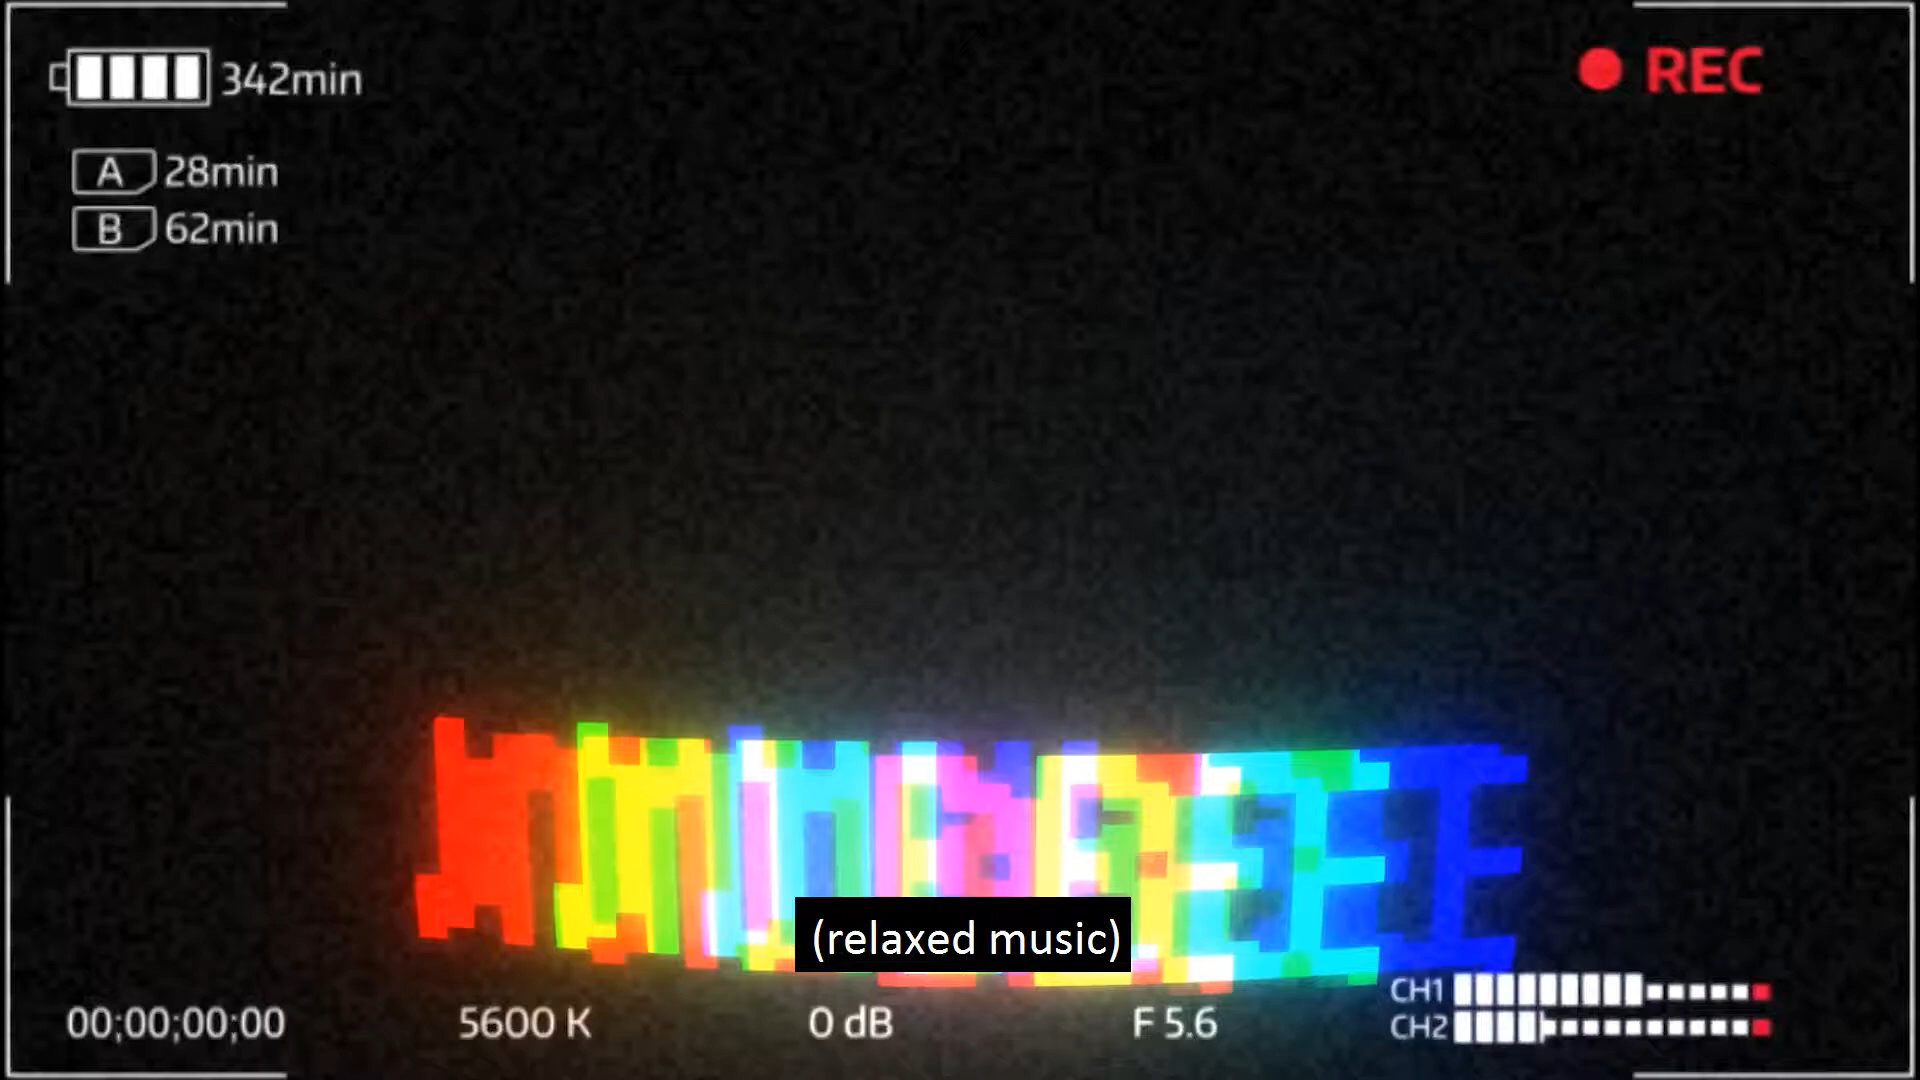 342min
REC
A 28min
B 62min
(relaxed music)
CH1
CH2
00;00;00;00
5600 K
0 dB
F 5.6